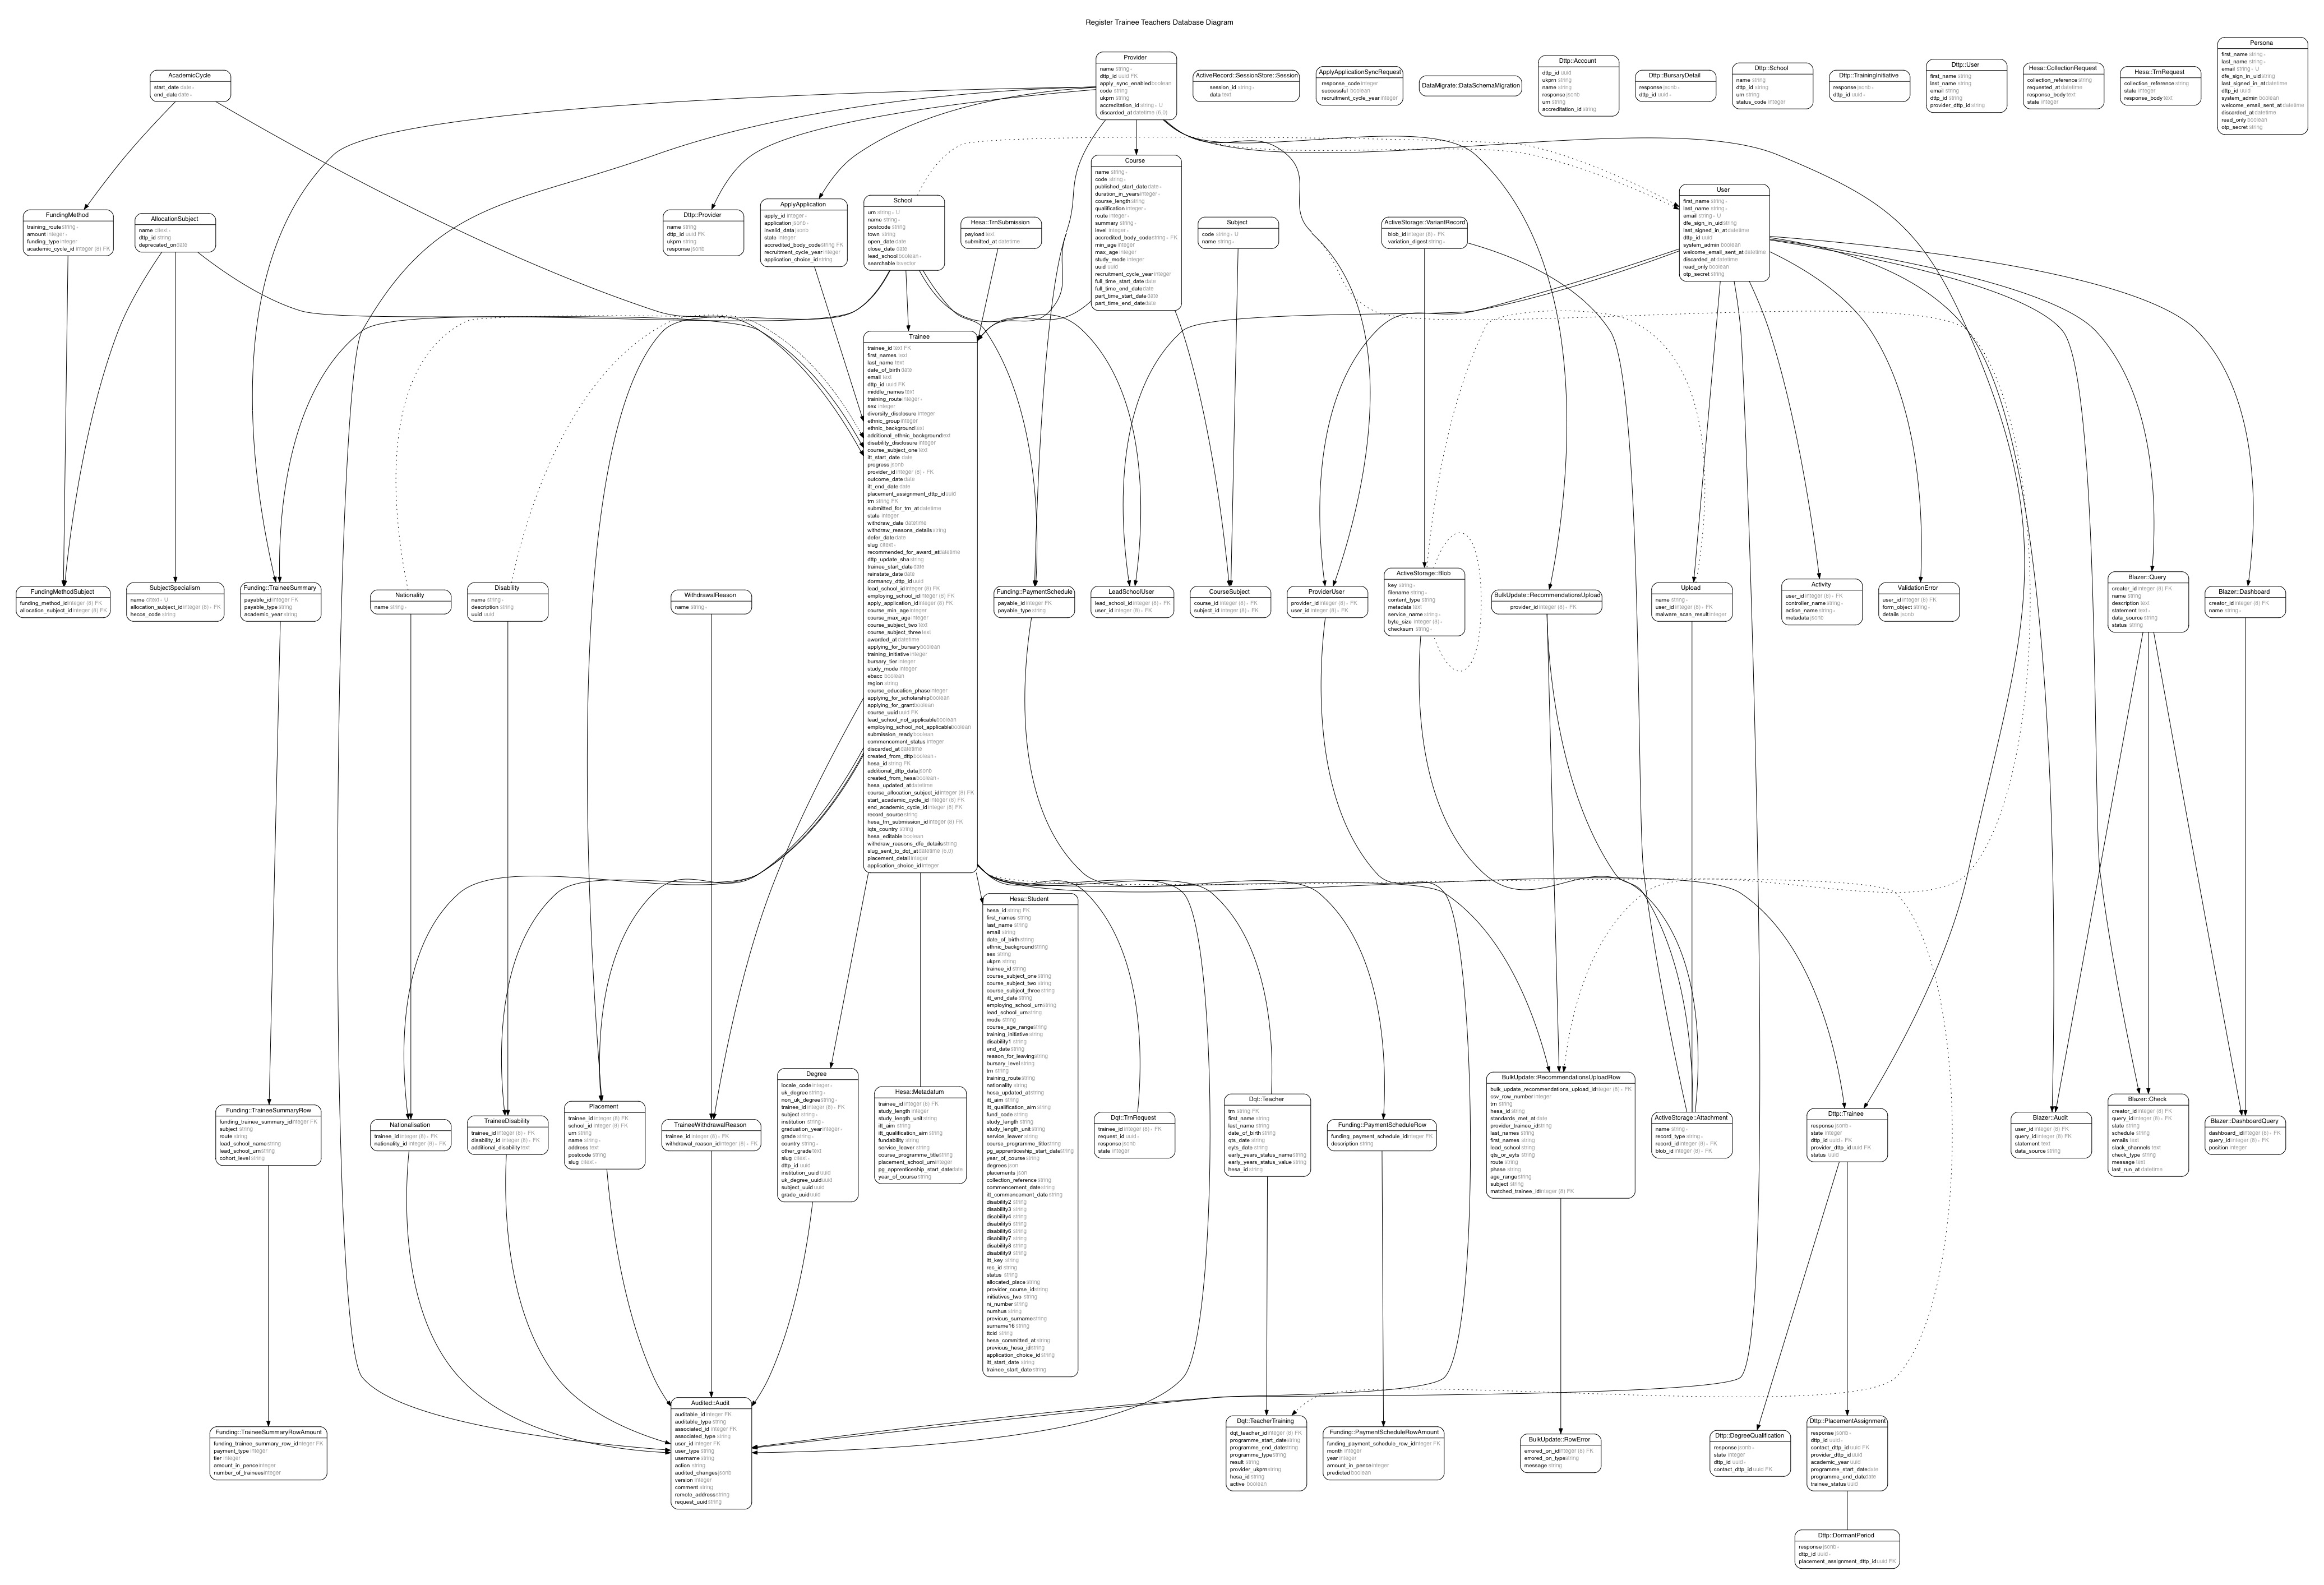 Register Trainee Teachers Database Diagram
Provider
name string ∗
dttp_id uuid FK
apply_sync_enabled boolean
code string
ukprn string
accreditation_id string ∗ U
discarded_at datetime (6,0)
ActiveRecord::SessionStore::Session
session_id string ∗
data text
ApplyApplicationSyncRequest
response_code integer
successful boolean
recruitment_cycle_year integer
DataMigrate::DataSchemaMigration
Dttp::Account
dttp_id uuid
ukprn string
name string
response jsonb
urn string
accreditation_id string
Dttp::BursaryDetail
response jsonb ∗
dttp_id uuid ∗
Dttp::School
name string
dttp_id string
urn string
status_code integer
Dttp::TrainingInitiative
response jsonb ∗
dttp_id uuid ∗
Dttp::User
first_name string
last_name string
email string
dttp_id string
provider_dttp_id string
Hesa::CollectionRequest
collection_reference string
requested_at datetime
response_body text
state integer
Hesa::TrnRequest
collection_reference string
state integer
response_body text
Persona
first_name string ∗
last_name string ∗
email string ∗ U
dfe_sign_in_uid string
last_signed_in_at datetime
dttp_id uuid
system_admin boolean
welcome_email_sent_at datetime
discarded_at datetime
read_only boolean
otp_secret string
AcademicCycle
start_date date ∗
end_date date ∗
FundingMethod
training_route string ∗
amount integer ∗
funding_type integer
academic_cycle_id integer (8) FK
AllocationSubject
name citext ∗
dttp_id string
deprecated_on date
Dttp::Provider
name string
dttp_id uuid FK
ukprn string
response jsonb
ApplyApplication
apply_id integer ∗
application jsonb ∗
invalid_data jsonb
state integer
accredited_body_code string FK
recruitment_cycle_year integer
application_choice_id string
School
urn string ∗ U
name string ∗
postcode string
town string
open_date date
close_date date
lead_school boolean ∗
searchable tsvector
Hesa::TrnSubmission
payload text
submitted_at datetime
Course
name string ∗
code string ∗
published_start_date date ∗
duration_in_years integer ∗
course_length string
qualification integer ∗
route integer ∗
summary string ∗
level integer ∗
accredited_body_code string ∗ FK
min_age integer
max_age integer
study_mode integer
uuid uuid
recruitment_cycle_year integer
full_time_start_date date
full_time_end_date date
part_time_start_date date
part_time_end_date date
Subject
code string ∗ U
name string ∗
ActiveStorage::VariantRecord
blob_id integer (8) ∗ FK
variation_digest string ∗
User
first_name string ∗
last_name string ∗
email string ∗ U
dfe_sign_in_uid string
last_signed_in_at datetime
dttp_id uuid
system_admin boolean
welcome_email_sent_at datetime
discarded_at datetime
read_only boolean
otp_secret string
Trainee
trainee_id text FK
first_names text
last_name text
date_of_birth date
email text
dttp_id uuid FK
middle_names text
training_route integer ∗
sex integer
diversity_disclosure integer
ethnic_group integer
ethnic_background text
additional_ethnic_background text
disability_disclosure integer
course_subject_one text
itt_start_date date
progress jsonb
provider_id integer (8) ∗ FK
outcome_date date
itt_end_date date
placement_assignment_dttp_id uuid
trn string FK
submitted_for_trn_at datetime
state integer
withdraw_date datetime
withdraw_reasons_details string
defer_date date
slug citext ∗
recommended_for_award_at datetime
dttp_update_sha string
trainee_start_date date
reinstate_date date
dormancy_dttp_id uuid
lead_school_id integer (8) FK
employing_school_id integer (8) FK
apply_application_id integer (8) FK
course_min_age integer
course_max_age integer
course_subject_two text
course_subject_three text
awarded_at datetime
applying_for_bursary boolean
training_initiative integer
bursary_tier integer
study_mode integer
ebacc boolean
region string
course_education_phase integer
applying_for_scholarship boolean
applying_for_grant boolean
course_uuid uuid FK
lead_school_not_applicable boolean
employing_school_not_applicable boolean
submission_ready boolean
commencement_status integer
discarded_at datetime
created_from_dttp boolean ∗
hesa_id string FK
additional_dttp_data jsonb
created_from_hesa boolean ∗
hesa_updated_at datetime
course_allocation_subject_id integer (8) FK
start_academic_cycle_id integer (8) FK
end_academic_cycle_id integer (8) FK
record_source string
hesa_trn_submission_id integer (8) FK
iqts_country string
hesa_editable boolean
withdraw_reasons_dfe_details string
slug_sent_to_dqt_at datetime (6,0)
placement_detail integer
application_choice_id integer
FundingMethodSubject
funding_method_id integer (8) FK
allocation_subject_id integer (8) FK
SubjectSpecialism
name citext ∗ U
allocation_subject_id integer (8) ∗ FK
hecos_code string
Funding::TraineeSummary
payable_id integer FK
payable_type string
academic_year string
Nationality
name string ∗
Disability
name string ∗
description string
uuid uuid
WithdrawalReason
name string ∗
Funding::PaymentSchedule
payable_id integer FK
payable_type string
LeadSchoolUser
lead_school_id integer (8) ∗ FK
user_id integer (8) ∗ FK
CourseSubject
course_id integer (8) ∗ FK
subject_id integer (8) ∗ FK
ProviderUser
provider_id integer (8) ∗ FK
user_id integer (8) ∗ FK
ActiveStorage::Blob
key string ∗
filename string ∗
content_type string
metadata text
service_name string ∗
byte_size integer (8) ∗
checksum string ∗
BulkUpdate::RecommendationsUpload
provider_id integer (8) ∗ FK
Upload
name string ∗
user_id integer (8) ∗ FK
malware_scan_result integer
Activity
user_id integer (8) ∗ FK
controller_name string ∗
action_name string ∗
metadata jsonb
ValidationError
user_id integer (8) FK
form_object string ∗
details jsonb
Blazer::Query
creator_id integer (8) FK
name string
description text
statement text ∗
data_source string
status string
Blazer::Dashboard
creator_id integer (8) FK
name string ∗
Funding::TraineeSummaryRow
funding_trainee_summary_id integer FK
subject string
route string
lead_school_name string
lead_school_urn string
cohort_level string
Nationalisation
trainee_id integer (8) ∗ FK
nationality_id integer (8) ∗ FK
TraineeDisability
trainee_id integer (8) ∗ FK
disability_id integer (8) ∗ FK
additional_disability text
Placement
trainee_id integer (8) FK
school_id integer (8) FK
urn string
name string ∗
address text
postcode string
slug citext ∗
TraineeWithdrawalReason
trainee_id integer (8) ∗ FK
withdrawal_reason_id integer (8) ∗ FK
Degree
locale_code integer ∗
uk_degree string ∗
non_uk_degree string ∗
trainee_id integer (8) ∗ FK
subject string ∗
institution string ∗
graduation_year integer ∗
grade string ∗
country string ∗
other_grade text
slug citext ∗
dttp_id uuid
institution_uuid uuid
uk_degree_uuid uuid
subject_uuid uuid
grade_uuid uuid
Hesa::Metadatum
trainee_id integer (8) FK
study_length integer
study_length_unit string
itt_aim string
itt_qualification_aim string
fundability string
service_leaver string
course_programme_title string
placement_school_urn integer
pg_apprenticeship_start_date date
year_of_course string
Hesa::Student
hesa_id string FK
first_names string
last_name string
email string
date_of_birth string
ethnic_background string
sex string
ukprn string
trainee_id string
course_subject_one string
course_subject_two string
course_subject_three string
itt_end_date string
employing_school_urn string
lead_school_urn string
mode string
course_age_range string
training_initiative string
disability1 string
end_date string
reason_for_leaving string
bursary_level string
trn string
training_route string
nationality string
hesa_updated_at string
itt_aim string
itt_qualification_aim string
fund_code string
study_length string
study_length_unit string
service_leaver string
course_programme_title string
pg_apprenticeship_start_date string
year_of_course string
degrees json
placements json
collection_reference string
commencement_date string
itt_commencement_date string
disability2 string
disability3 string
disability4 string
disability5 string
disability6 string
disability7 string
disability8 string
disability9 string
itt_key string
rec_id string
status string
allocated_place string
provider_course_id string
initiatives_two string
ni_number string
numhus string
previous_surname string
surname16 string
ttcid string
hesa_committed_at string
previous_hesa_id string
application_choice_id string
itt_start_date string
trainee_start_date string
Dqt::TrnRequest
trainee_id integer (8) ∗ FK
request_id uuid ∗
response jsonb
state integer
Dqt::Teacher
trn string FK
first_name string
last_name string
date_of_birth string
qts_date string
eyts_date string
early_years_status_name string
early_years_status_value string
hesa_id string
Funding::PaymentScheduleRow
funding_payment_schedule_id integer FK
description string
BulkUpdate::RecommendationsUploadRow
bulk_update_recommendations_upload_id integer (8) ∗ FK
csv_row_number integer
trn string
hesa_id string
standards_met_at date
provider_trainee_id string
last_names string
first_names string
lead_school string
qts_or_eyts string
route string
phase string
age_range string
subject string
matched_trainee_id integer (8) FK
ActiveStorage::Attachment
name string ∗
record_type string ∗
record_id integer (8) ∗ FK
blob_id integer (8) ∗ FK
Dttp::Trainee
response jsonb ∗
state integer
dttp_id uuid ∗ FK
provider_dttp_id uuid FK
status uuid
Blazer::Audit
user_id integer (8) FK
query_id integer (8) FK
statement text
data_source string
Blazer::Check
creator_id integer (8) FK
query_id integer (8) ∗ FK
state string
schedule string
emails text
slack_channels text
check_type string
message text
last_run_at datetime
Blazer::DashboardQuery
dashboard_id integer (8) ∗ FK
query_id integer (8) ∗ FK
position integer
Funding::TraineeSummaryRowAmount
funding_trainee_summary_row_id integer FK
payment_type integer
tier integer
amount_in_pence integer
number_of_trainees integer
Audited::Audit
auditable_id integer FK
auditable_type string
associated_id integer FK
associated_type string
user_id integer FK
user_type string
username string
action string
audited_changes jsonb
version integer
comment string
remote_address string
request_uuid string
Dqt::TeacherTraining
dqt_teacher_id integer (8) FK
programme_start_date string
programme_end_date string
programme_type string
result string
provider_ukprn string
hesa_id string
active boolean
Funding::PaymentScheduleRowAmount
funding_payment_schedule_row_id integer FK
month integer
year integer
amount_in_pence integer
predicted boolean
BulkUpdate::RowError
errored_on_id integer (8) FK
errored_on_type string
message string
Dttp::DegreeQualification
response jsonb ∗
state integer
dttp_id uuid ∗
contact_dttp_id uuid FK
Dttp::PlacementAssignment
response jsonb ∗
dttp_id uuid ∗
contact_dttp_id uuid FK
provider_dttp_id uuid
academic_year uuid
programme_start_date date
programme_end_date date
trainee_status uuid
Dttp::DormantPeriod
response jsonb ∗
dttp_id uuid ∗
placement_assignment_dttp_id uuid FK